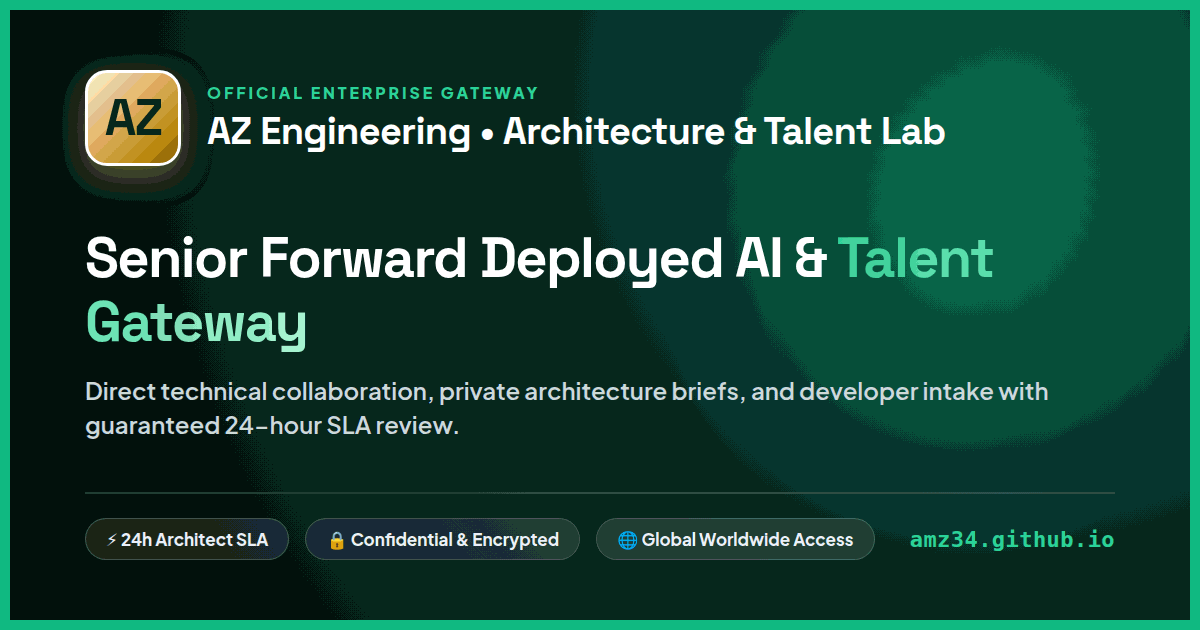 AZ
OFFICIAL ENTERPRISE GATEWAY
AZ Engineering • Architecture & Talent Lab
Senior Forward Deployed AI & Talent
Gateway
Direct technical collaboration, private architecture briefs, and developer intake with
guaranteed 24-hour SLA review.
⚡ 24h Architect SLA
🔒 Confidential & Encrypted
🌐 Global Worldwide Access
amz34.github.io